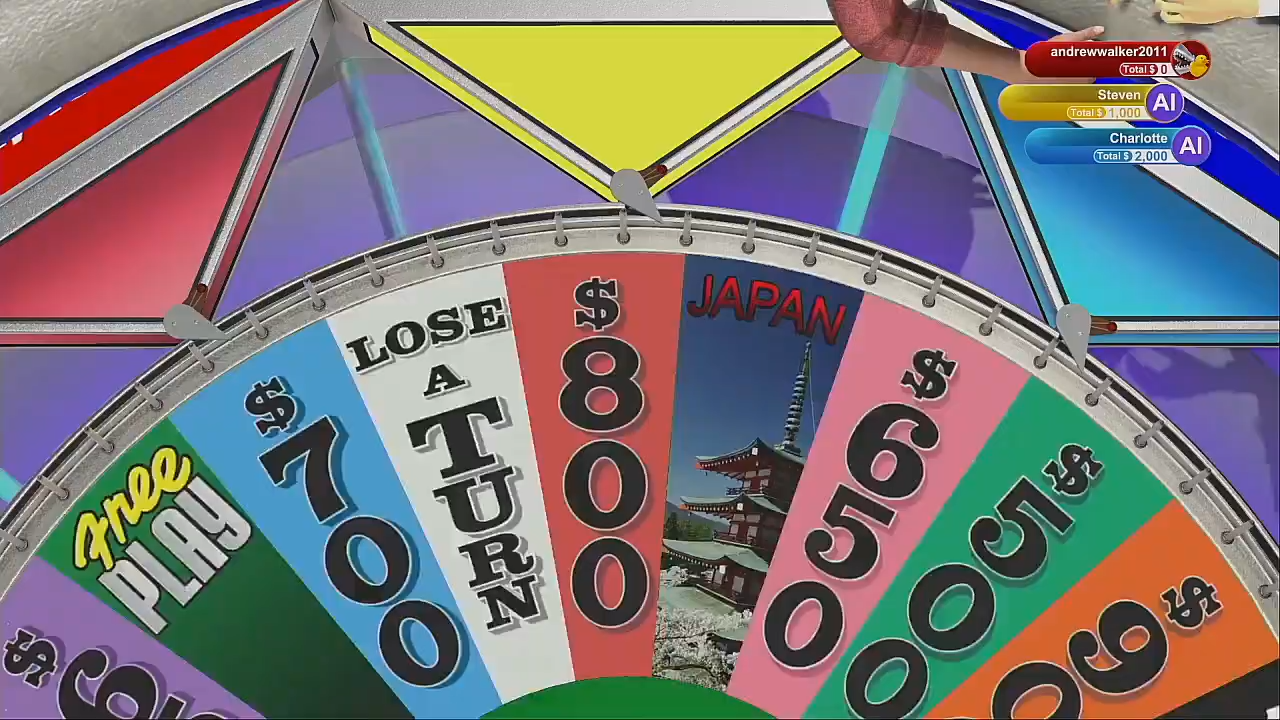 andrewwalker2011
Total $ 0
Steven
AI
Total $ 1,000
Charlotte
AI
Total $ 2,000
Free
PLAY
$700
LOSE
A
TURN
$800
JAPAN
$650
$500